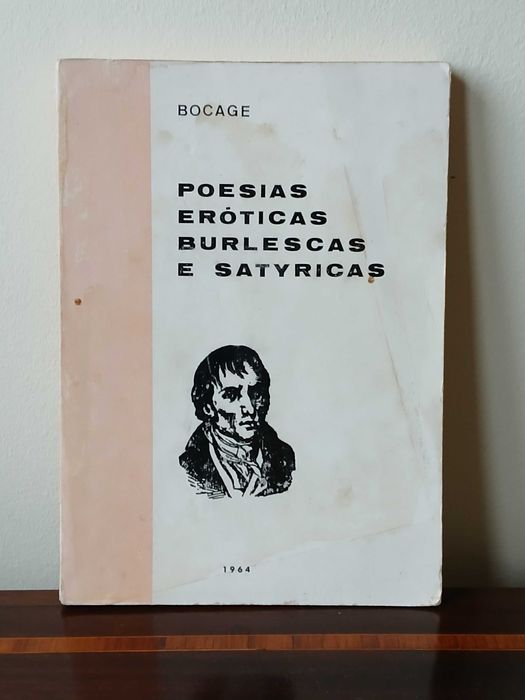 BOCAGE
POESIAS
ERÓTICAS
BURLESCAS
E SATYRICAS
1964